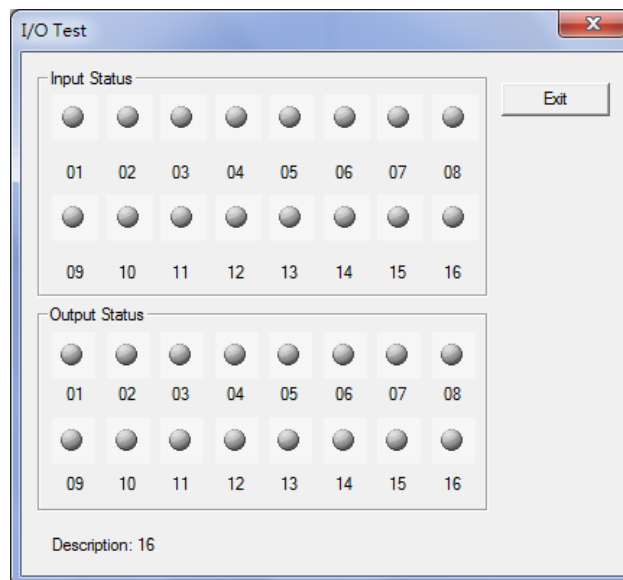 I/O Test
Input Status
Exit
01 02 03 04 05 06 07 08
09 10 11 12 13 14 15 16
Output Status
01 02 03 04 05 06 07 08
09 10 11 12 13 14 15 16
Description: 16